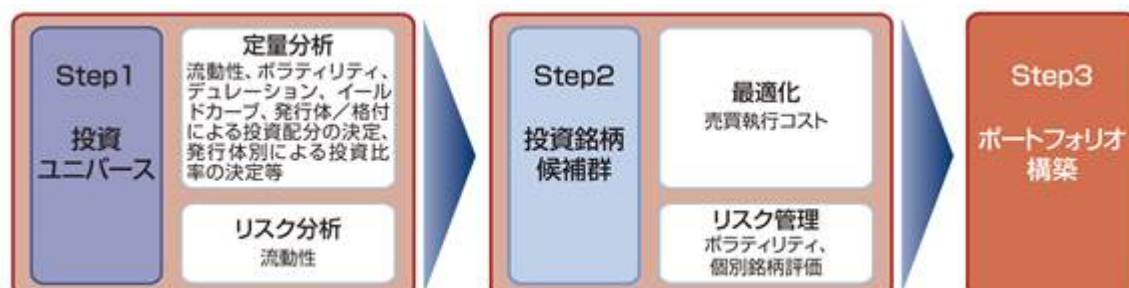 Step1
投資
ユニバース
定量分析
流動性、ボラティリティ、
デュレーション、イール
ドカーブ、発行体／格付
による投資配分の決定、
発行体別による投資比
率の決定等
リスク分析
流動性
Step2
投資銘柄
候補群
最適化
売買執行コスト
リスク管理
ボラティリティ、
個別銘柄評価
Step3
ポートフォリオ
構築